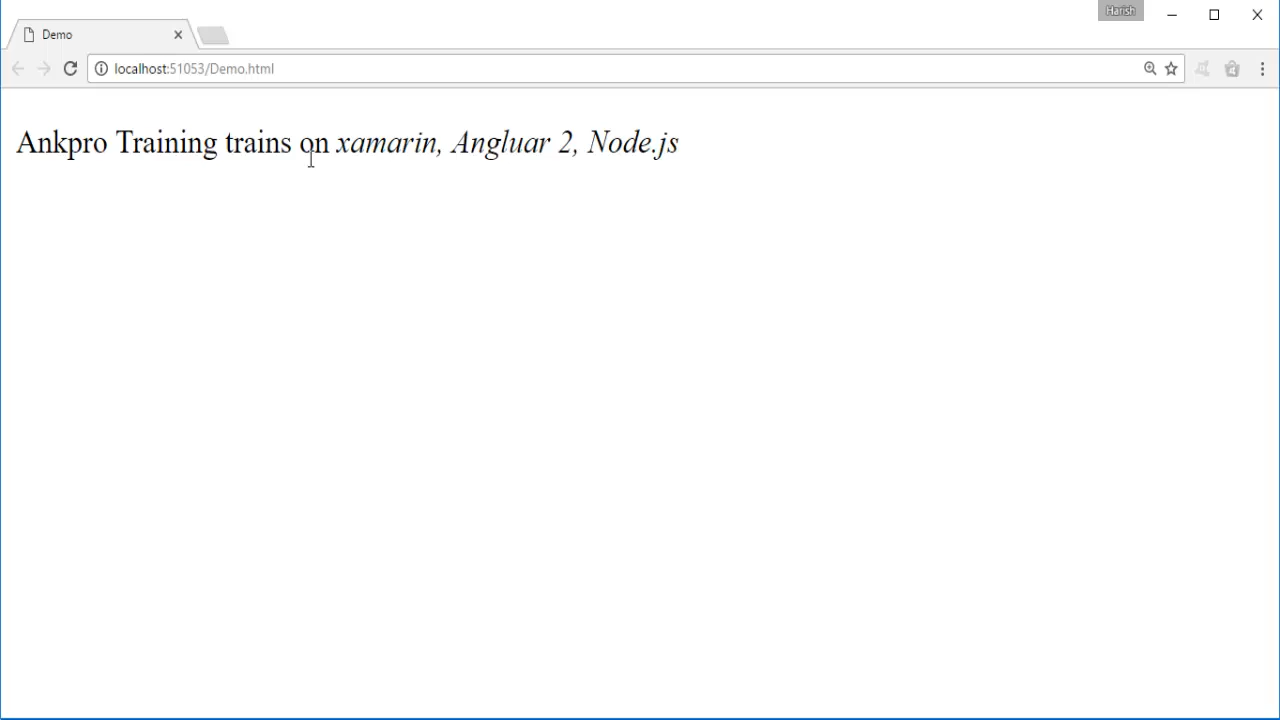 Harish
Demo
localhost:51053/Demo.html
Ankpro Training trains on xamarin, Angluar 2, Node.js